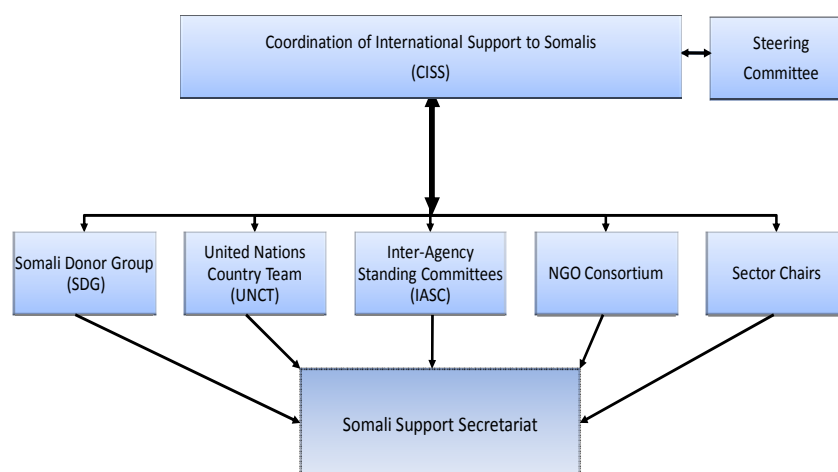 Coordination of International Support to Somalis
(CISS)
Steering
Committee
Somali Donor Group
(SDG)
United Nations
Country Team
(UNCT)
Inter-Agency
Standing Committees
(IASC)
NGO Consortium
Sector Chairs
Somali Support Secretariat